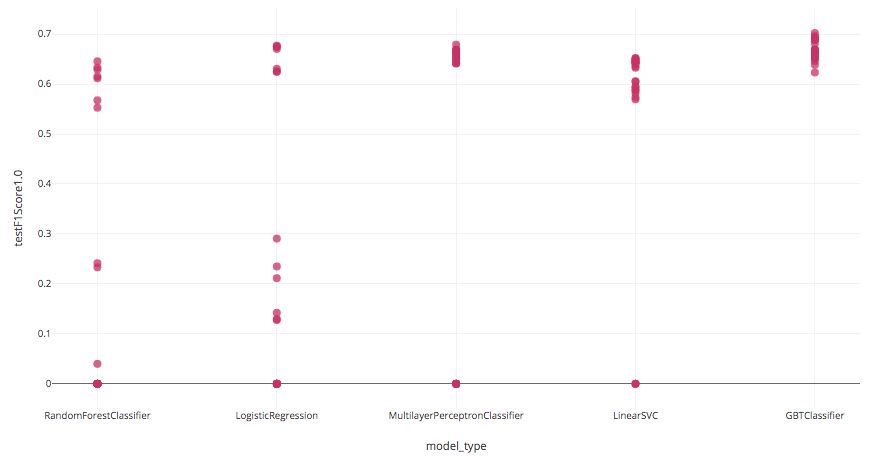 testF1Score1.0
0.7
0.6
0.5
0.4
0.3
0.2
0.1
0
RandomForestClassifier LogisticRegression MultilayerPerceptronClassifier LinearSVC GBTClassifier
model_type